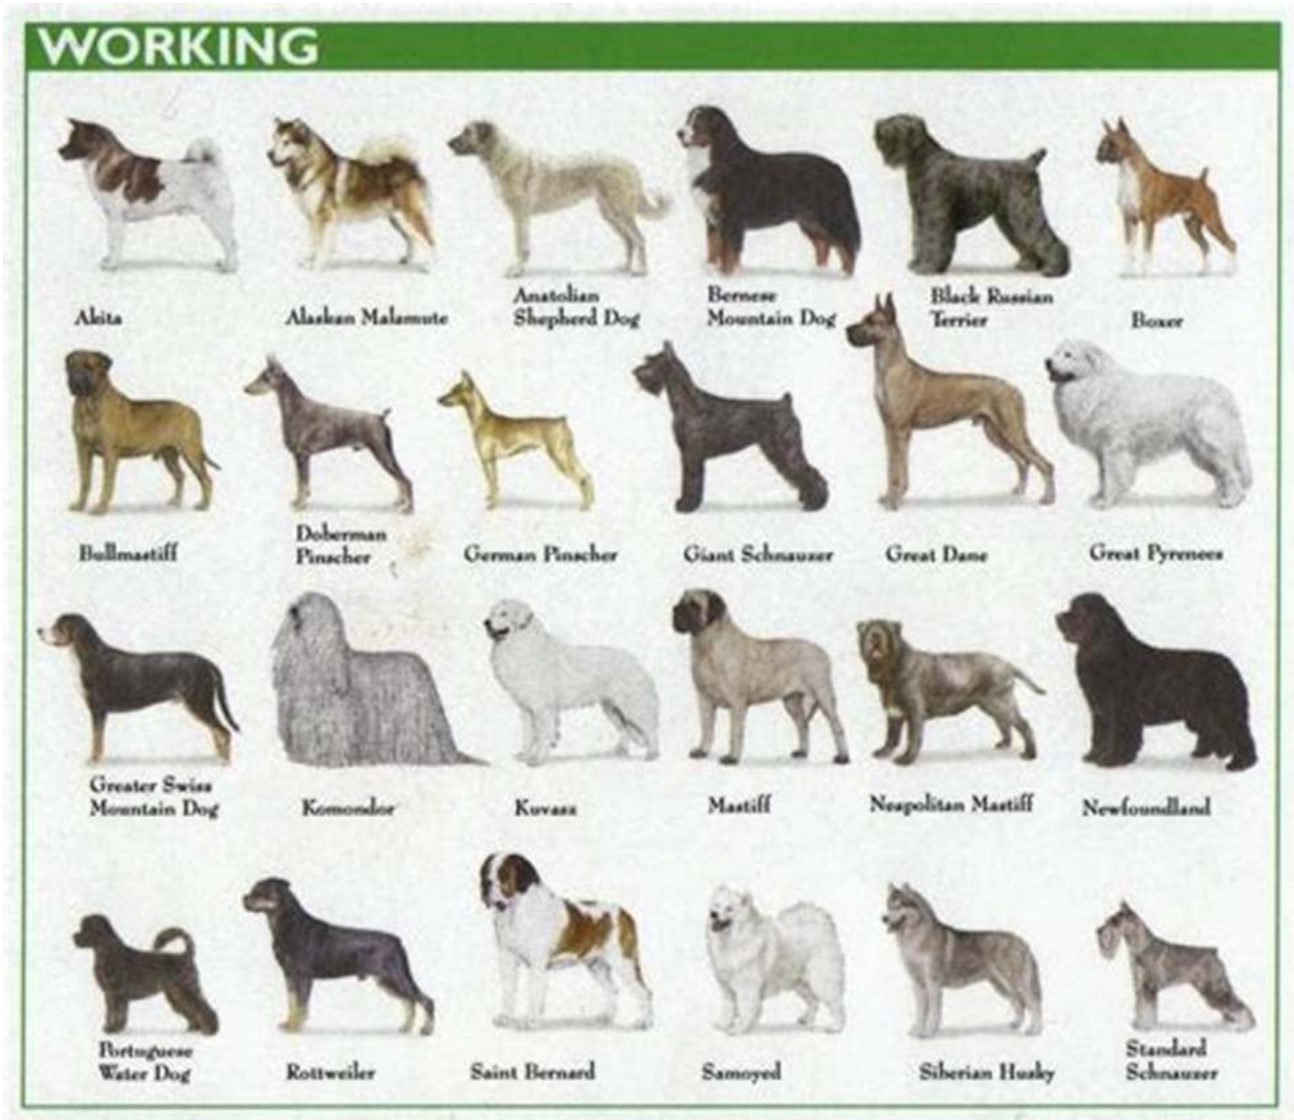 WORKING
Akita
Alaskan Malamute
Anatolian
Shepherd Dog
Bernese
Mountain Dog
Black Russian
Terrier
Boxer
Bullmastiff
Doberman
Pinscher
German Pinscher
Giant Schnauzer
Great Dane
Great Pyrenees
Greater Swiss
Mountain Dog
Komondor
Kuvasz
Mastiff
Neapolitan Mastiff
Newfoundland
Portuguese
Water Dog
Rottweiler
Saint Bernard
Samoyed
Siberian Husky
Standard
Schnauzer